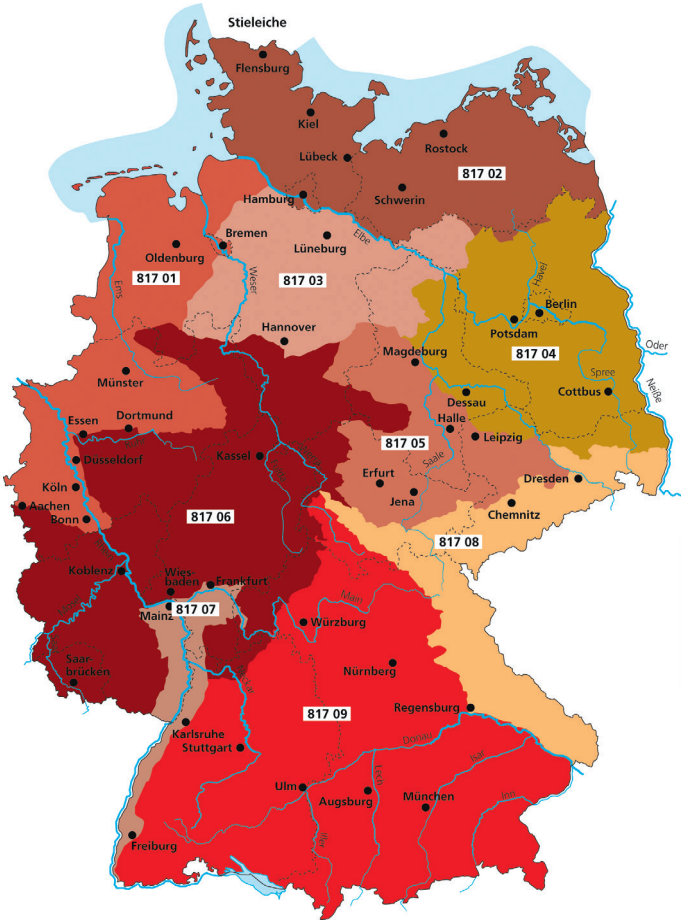 Stieleiche
Flensburg
Kiel
Rostock
Lübeck
817 02
Schwerin
Hamburg
Elbe
Bremen
Lüneburg
Oldenburg
817 01
817 03
Ems
Weser
Havel
Berlin
Potsdam
Hannover
Oder
Magdeburg
817 04
Spree
Neiße
Münster
Dessau
Cottbus
Essen
Dortmund
Halle
Leipzig
817 05
Düsseldorf
Kassel
Saale
Erfurt
Dresden
Köln
Jena
Aachen
Chemnitz
Bonn
817 06
817 08
Koblenz
Wies-
baden
Frankfurt
Mosel
Main
Mainz
817 07
Würzburg
Saar-
brücken
Nürnberg
Neckar
Regensburg
817 09
Karlsruhe
Stuttgart
Donau
Isar
Ulm
Lech
Augsburg
München
Inn
Iller
Freiburg